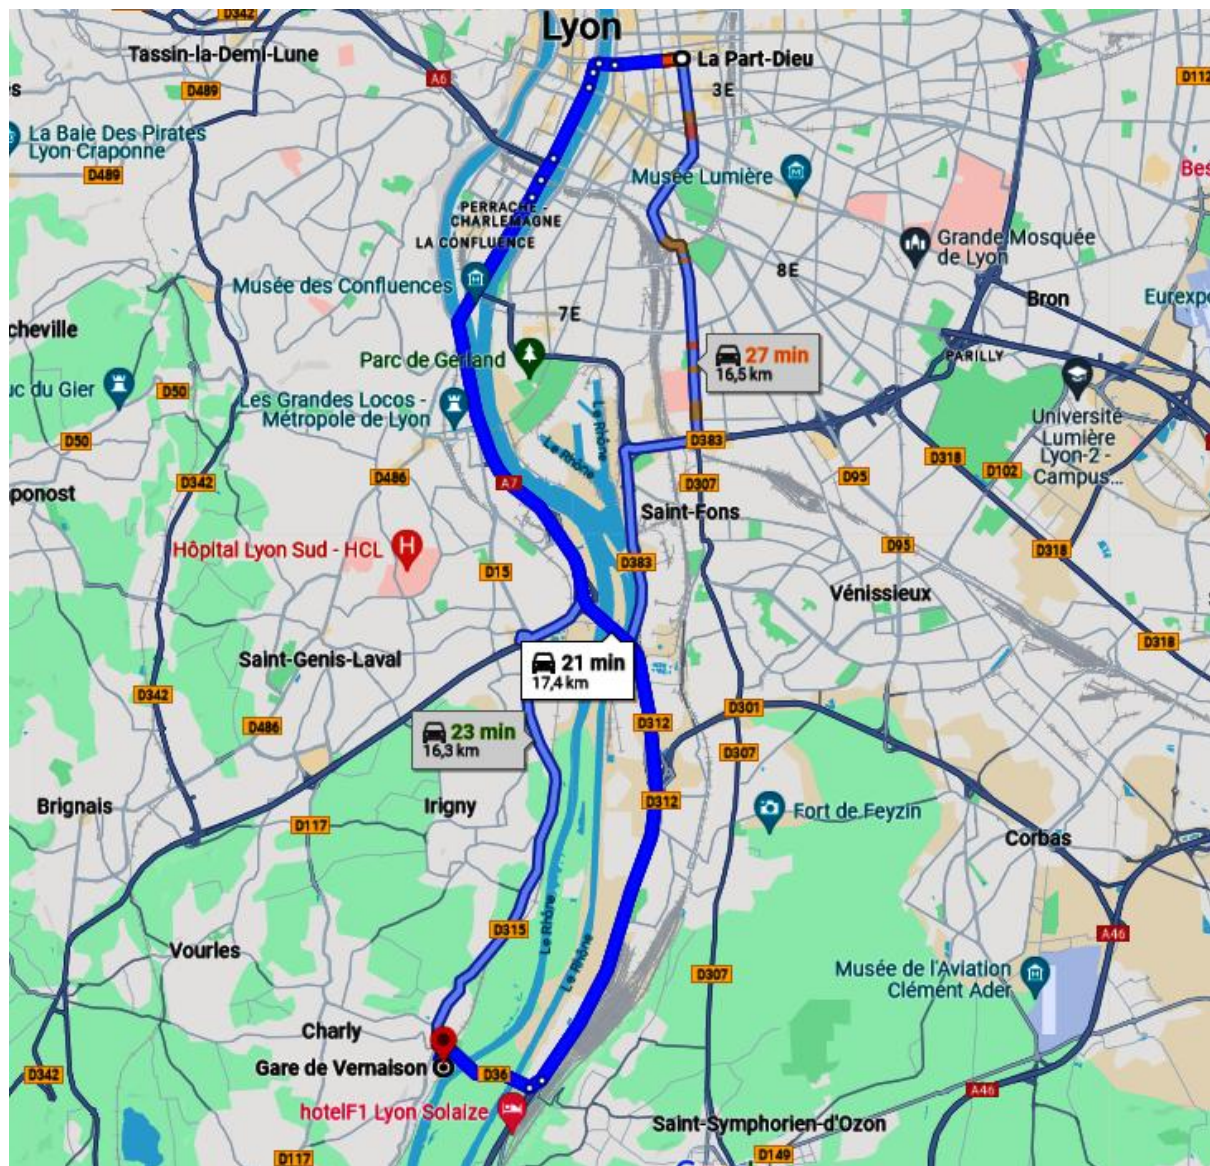 D342
Lyon
Tassin-la-Demi-Lune
La Part-Dieu
A6
D112
D489
3E
La Baie Des Pirates
Lyon Craponne
D489
Musée Lumière
Bes
PERRACHE -
CHARLEMAGNE
LA CONFLUENCE
Grande Mosquée
de Lyon
8E
Musée des Confluences
Bron
Eurexpo
7E
cheville
Parc de Gerland
27 min
16,5 km
PARILLY
uc du Gier
D50
Les Grandes Locos -
Métropole de Lyon
Le Rhône
Université
Lumière
Lyon-2 -
Campus...
D50
D383
Le Rhône
D318
D102
D486
D95
D342
A7
D307
aponost
Saint-Fons
Hôpital Lyon Sud - HCL
H
D95
D318
D15
D383
Vénissieux
D318
Saint-Genis-Laval
21 min
17,4 km
D342
D301
D486
23 min
16,3 km
D312
D307
Brignais
Irigny
D312
Fort de Feyzin
D117
Corbas
D315
Le Rhône
A46
Vourles
Le Rhône
D307
Musée de l'Aviation
Clément Ader
Charly
Gare de Vernaison
D36
D342
A46
hotelF1 Lyon Solaize
Saint-Symphorien-d'Ozon
D117
D149